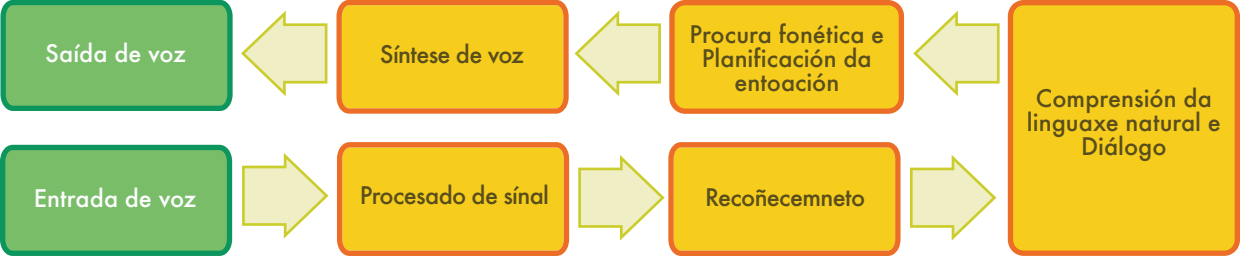 Saída de voz
Síntese de voz
Procura fonética e
Planificación da
entoación
Comprensión da
linguaxe natural e
Diálogo
Entrada de voz
Procesado de sínal
Recoñecemneto